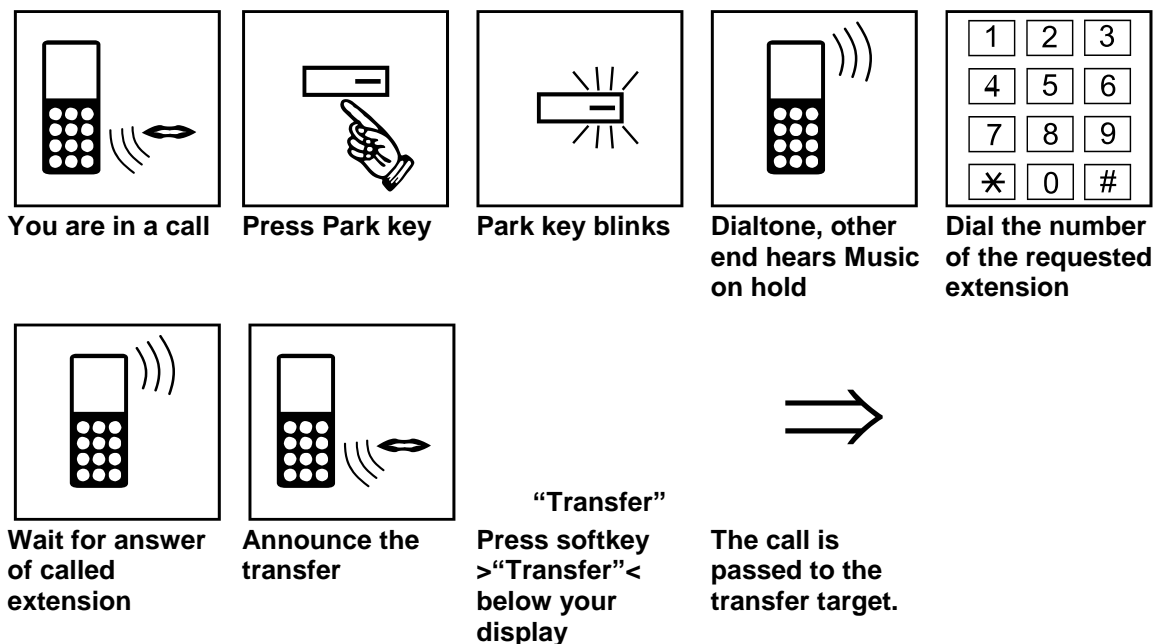 1 2 3
4 5 6
7 8 9
* 0 #
You are in a call
Press Park key
Park key blinks
Dialtone, other
end hears Music
on hold
Dial the number
of the requested
extension
Wait for answer
of called
extension
Announce the
transfer
“Transfer”
Press softkey
>“Transfer”<
below your
display
The call is
passed to the
transfer target.